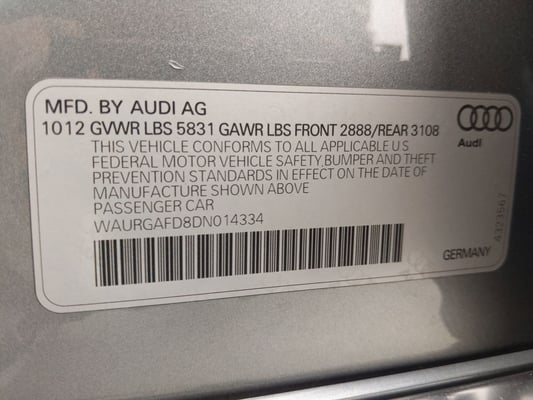 MFD. BY AUDI AG
1012 GVWR LBS 5831 GAWR LBS FRONT 2888/REAR 3108
THIS VEHICLE CONFORMS TO ALL APPLICABLE U S
FEDERAL MOTOR VEHICLE SAFETY,BUMPER AND THEFT
PREVENTION STANDARDS IN EFFECT ON THE DATE OF
MANUFACTURE SHOWN ABOVE
PASSENGER CAR
WAURGAFD8DN014334
Audi
4323567
GERMANY